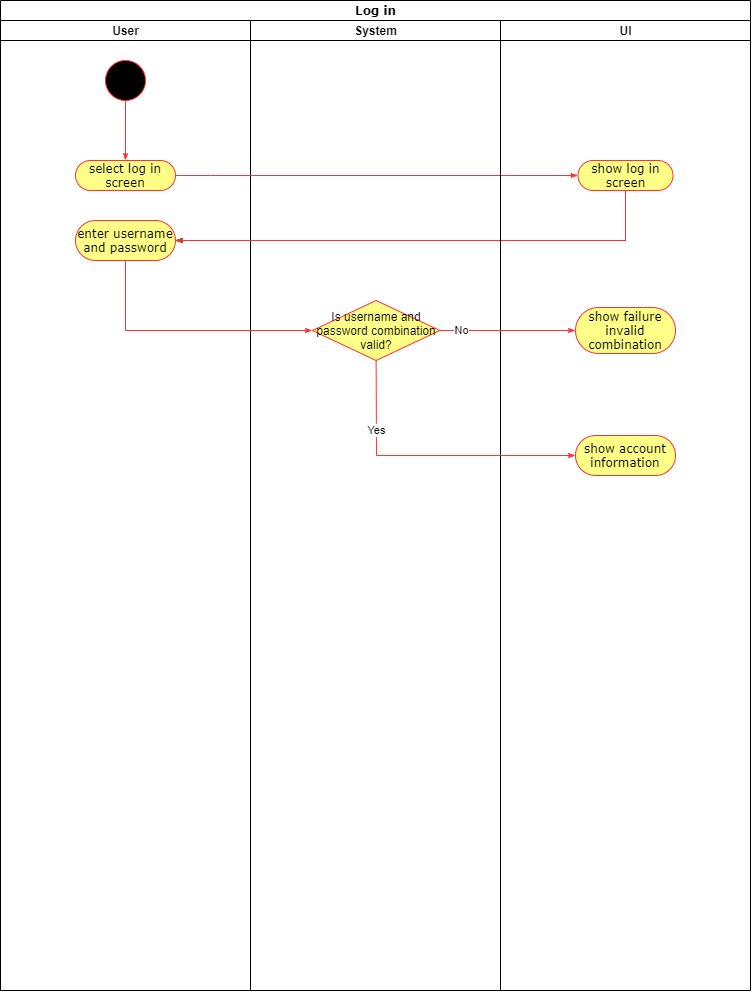 Log in
User
System
UI
select log in
screen
show log in
screen
enter username
and password
Is username and
password combination
valid?
No
show failure
invalid
combination
Yes
show account
information